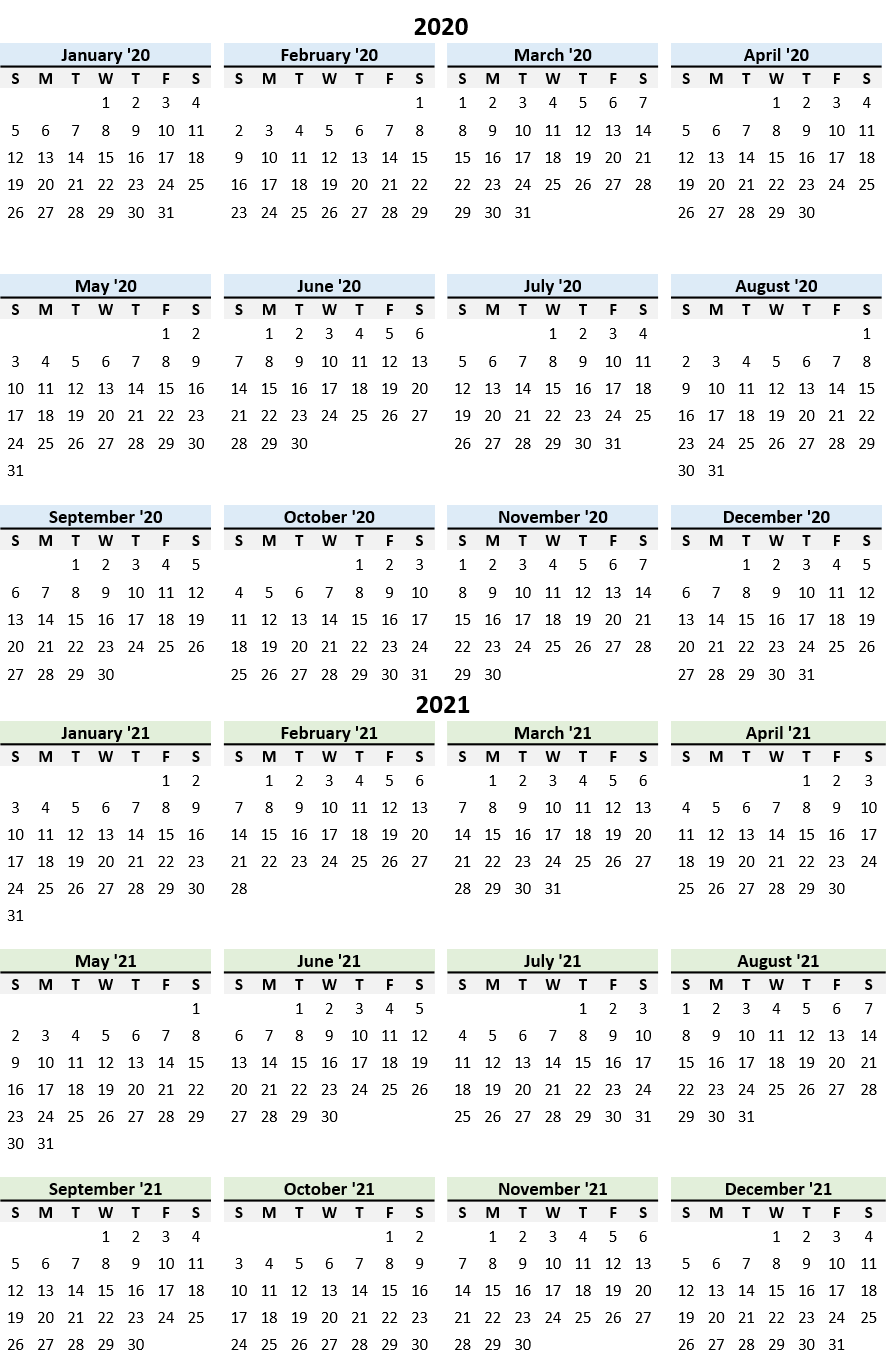 2020
January '20 February '20 March '20 April '20
S M T W T F S S M T W T F S S M T W T F S S M T W T F S
1 2 3 4 1 1 2 3 4 5 6 7 1 2 3 4
5 6 7 8 9 10 11 2 3 4 5 6 7 8 8 9 10 11 12 13 14 5 6 7 8 9 10 11
12 13 14 15 16 17 18 9 10 11 12 13 14 15 15 16 17 18 19 20 21 12 13 14 15 16 17 18
19 20 21 22 23 24 25 16 17 18 19 20 21 22 22 23 24 25 26 27 28 19 20 21 22 23 24 25
26 27 28 29 30 31 23 24 25 26 27 28 29 29 30 31 26 27 28 29 30
May '20 June '20 July '20 August '20
S M T W T F S S M T W T F S S M T W T F S S M T W T F S
1 2 1 2 3 4 5 6 1 2 3 4 1
3 4 5 6 7 8 9 7 8 9 10 11 12 13 5 6 7 8 9 10 11 2 3 4 5 6 7 8
10 11 12 13 14 15 16 14 15 16 17 18 19 20 12 13 14 15 16 17 18 9 10 11 12 13 14 15
17 18 19 20 21 22 23 21 22 23 24 25 26 27 19 20 21 22 23 24 25 16 17 18 19 20 21 22
24 25 26 27 28 29 30 28 29 30 26 27 28 29 30 31 23 24 25 26 27 28 29
31 30 31
September '20 October '20 November '20 December '20
S M T W T F S S M T W T F S S M T W T F S S M T W T F S
1 2 3 4 5 1 2 3 1 2 3 4 5 6 7 1 2 3 4 5
6 7 8 9 10 11 12 4 5 6 7 8 9 10 8 9 10 11 12 13 14 6 7 8 9 10 11 12
13 14 15 16 17 18 19 11 12 13 14 15 16 17 15 16 17 18 19 20 21 13 14 15 16 17 18 19
20 21 22 23 24 25 26 18 19 20 21 22 23 24 22 23 24 25 26 27 28 20 21 22 23 24 25 26
27 28 29 30 25 26 27 28 29 30 31 29 30 27 28 29 30 31
2021
January '21 February '21 March '21 April '21
S M T W T F S S M T W T F S S M T W T F S S M T W T F S
1 2 1 2 3 4 5 6 1 2 3 4 5 6 1 2 3
3 4 5 6 7 8 9 7 8 9 10 11 12 13 7 8 9 10 11 12 13 4 5 6 7 8 9 10
10 11 12 13 14 15 16 14 15 16 17 18 19 20 14 15 16 17 18 19 20 11 12 13 14 15 16 17
17 18 19 20 21 22 23 21 22 23 24 25 26 27 21 22 23 24 25 26 27 18 19 20 21 22 23 24
24 25 26 27 28 29 30 28 28 29 30 31 25 26 27 28 29 30
31
May '21 June '21 July '21 August '21
S M T W T F S S M T W T F S S M T W T F S S M T W T F S
1 1 2 3 4 5 1 2 3 1 2 3 4 5 6 7
2 3 4 5 6 7 8 6 7 8 9 10 11 12 4 5 6 7 8 9 10 8 9 10 11 12 13 14
9 10 11 12 13 14 15 13 14 15 16 17 18 19 11 12 13 14 15 16 17 15 16 17 18 19 20 21
16 17 18 19 20 21 22 20 21 22 23 24 25 26 18 19 20 21 22 23 24 22 23 24 25 26 27 28
23 24 25 26 27 28 29 27 28 29 30 25 26 27 28 29 30 31 29 30 31
30 31
September '21 October '21 November '21 December '21
S M T W T F S S M T W T F S S M T W T F S S M T W T F S
1 2 3 4 1 2 1 2 3 4 5 6 1 2 3 4
5 6 7 8 9 10 11 3 4 5 6 7 8 9 7 8 9 10 11 12 13 5 6 7 8 9 10 11
12 13 14 15 16 17 18 10 11 12 13 14 15 16 14 15 16 17 18 19 20 12 13 14 15 16 17 18
19 20 21 22 23 24 25 17 18 19 20 21 22 23 21 22 23 24 25 26 27 19 20 21 22 23 24 25
26 27 28 29 30 24 25 26 27 28 29 30 28 29 30 26 27 28 29 30 31